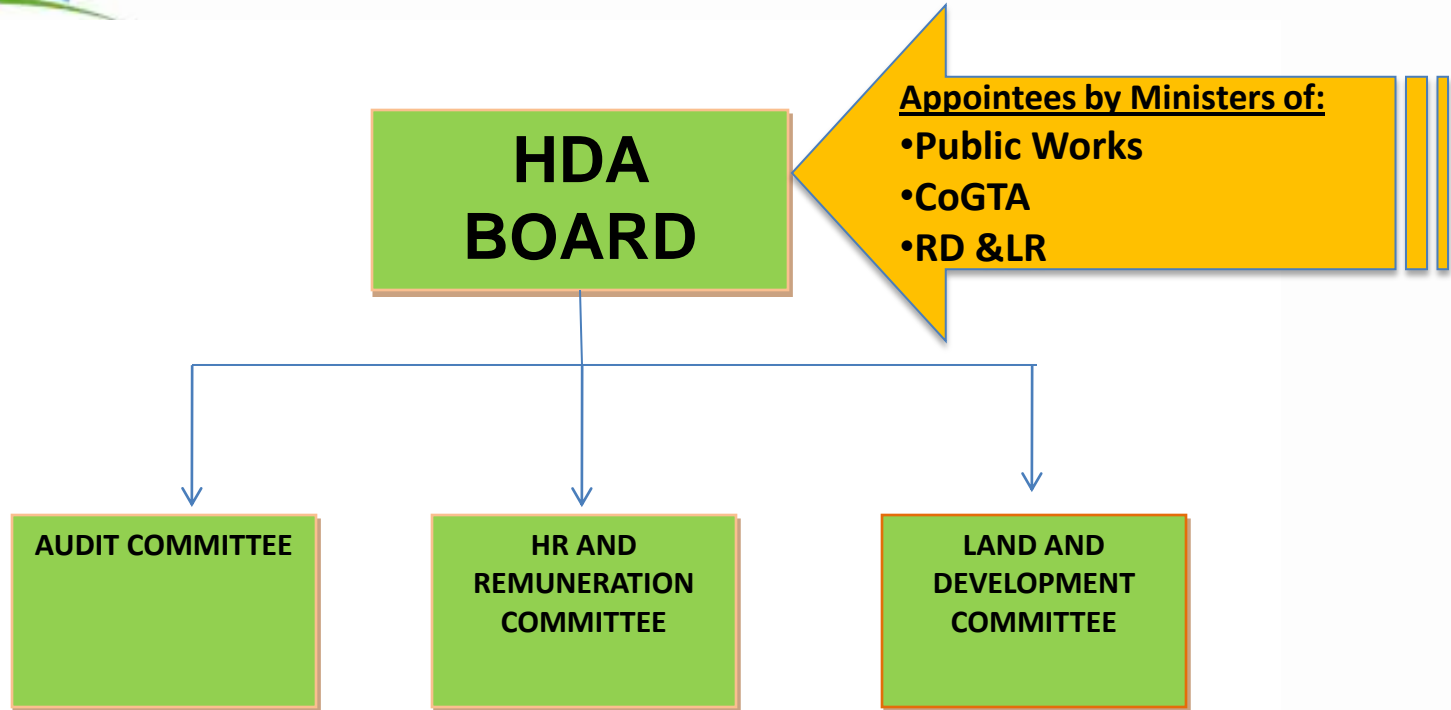 HDA
BOARD
Appointees by Ministers of:
•Public Works
•CoGTA
•RD &LR
AUDIT COMMITTEE
HR AND
REMUNERATION
COMMITTEE
LAND AND
DEVELOPMENT
COMMITTEE